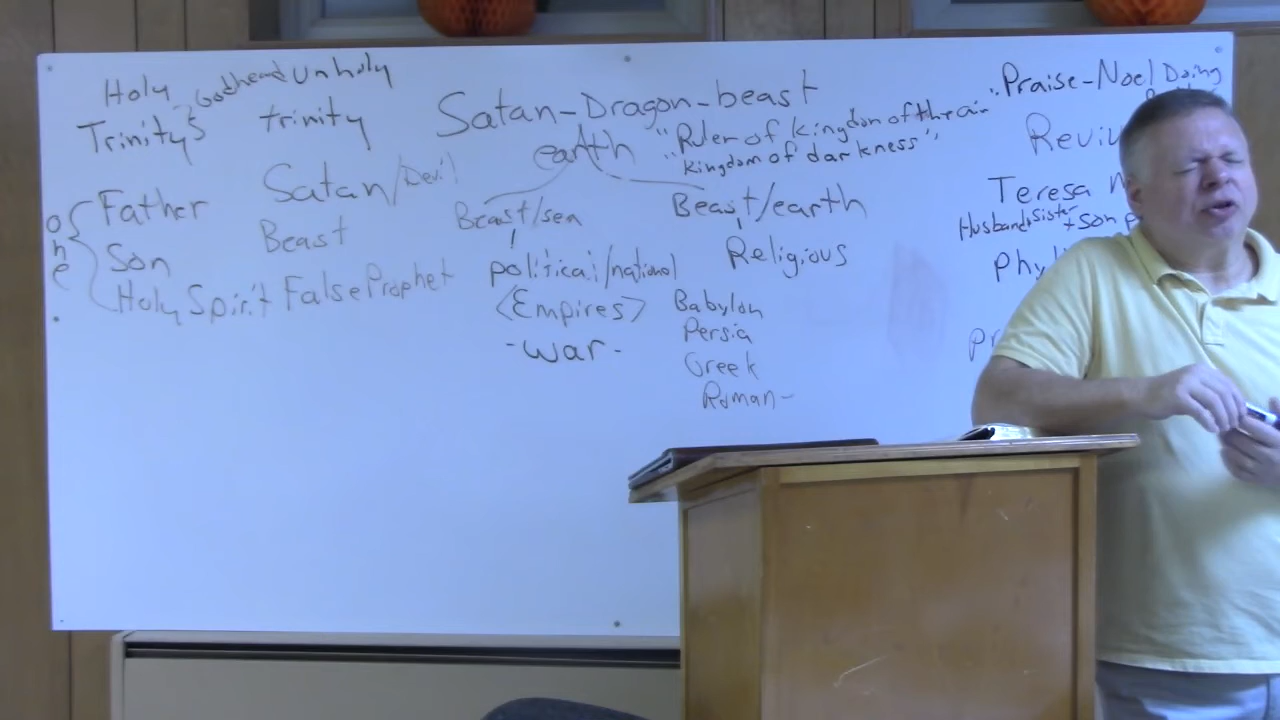 Holy
Trinity
Godhead
Father
Son
Holy Spirit
one
Unholy
trinity
Satan/Devil
Beast
False Prophet
Satan-Dragon-beast
earth
"Ruler of kingdom of the air
"kingdom of darkness"
Beast/sea
political/national
<Empires>
-war-
Beast/earth
Religious
Babylon
Persia
Greek
Roman-
Praise-Noel Doing
Teresa
Husband Sister + Son